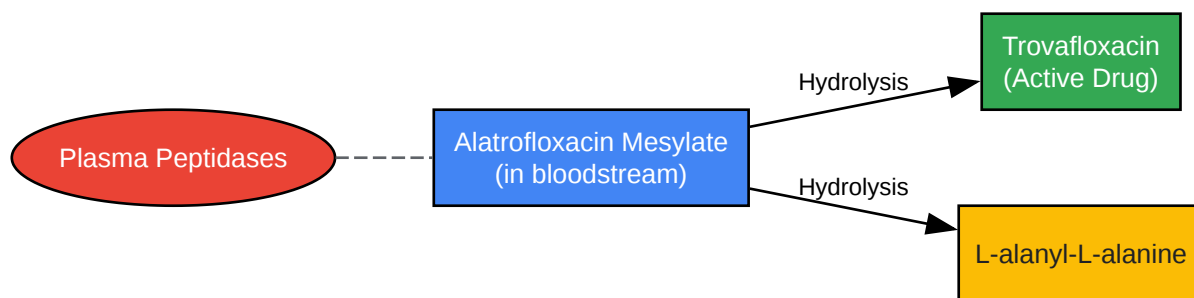 Plasma Peptidases
Alatrofloxacin Mesylate
(in bloodstream)
Hydrolysis
Trovafloxacin
(Active Drug)
Hydrolysis
L-alanyl-L-alanine